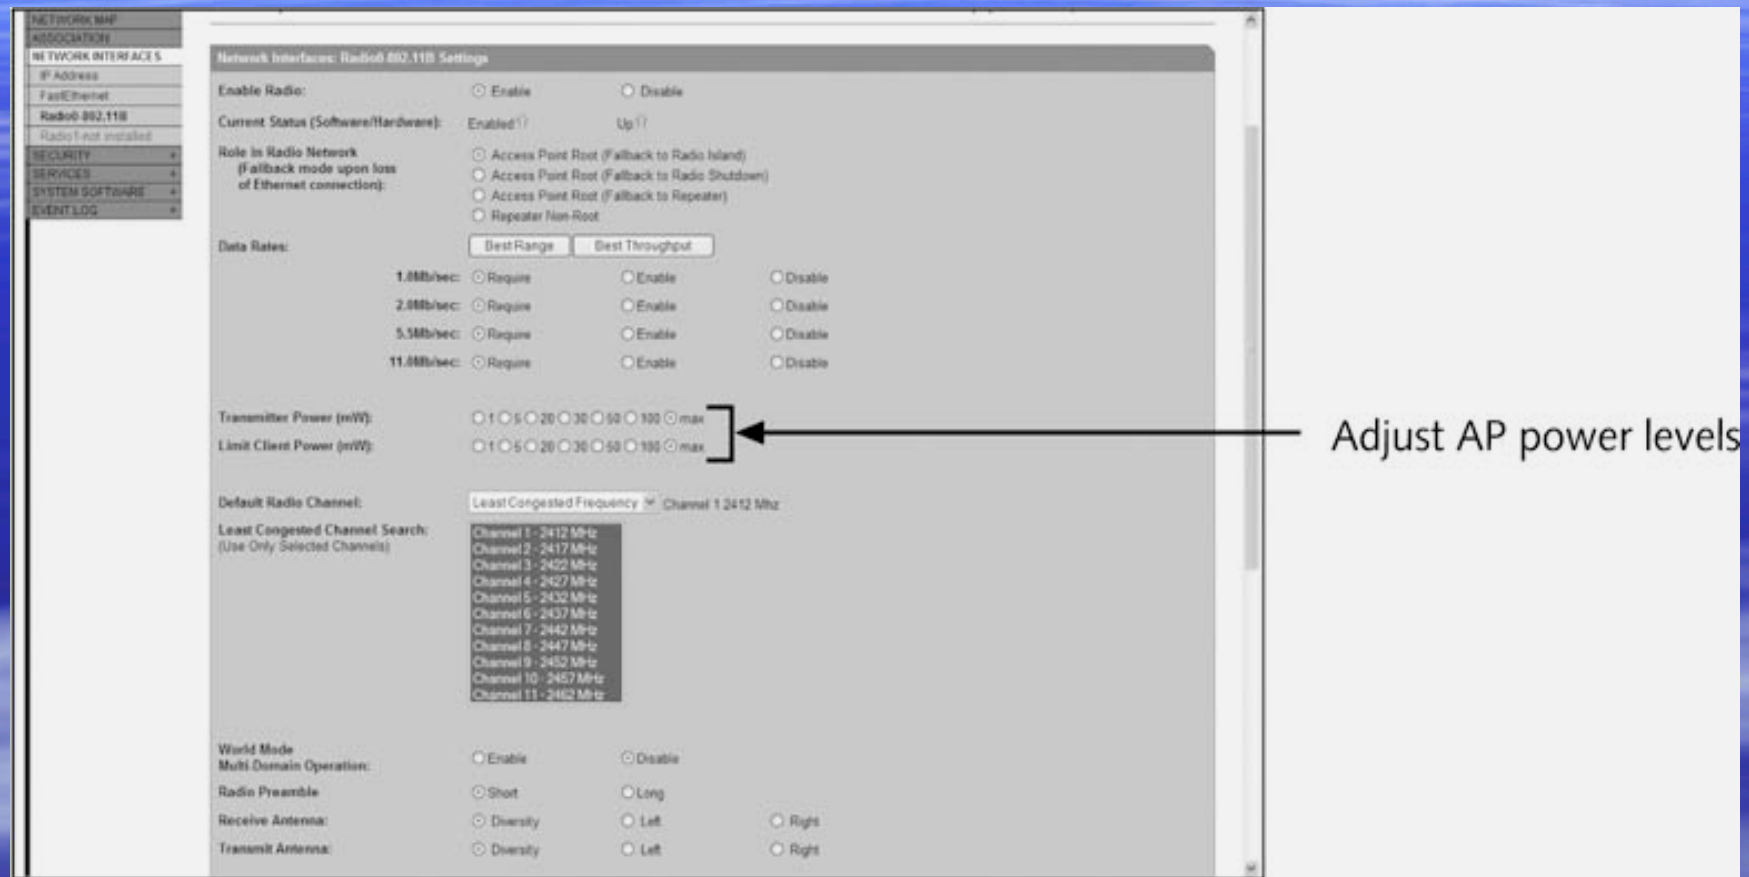 NETWORK MAP
ASSOCIATION
NETWORK INTERFACES
IP Address
FastEthernet
Radio0-802.11B
Radio1-not installed
SECURITY +
SERVICES +
SYSTEM SOFTWARE +
EVENT LOG +
Network Interfaces: Radio0-802.11B Settings
Enable Radio: Enable Disable
Current Status (Software/Hardware): Enabled Up
Role in Radio Network
(Fallback mode upon loss
of Ethernet connection):
Access Point Root (Fallback to Radio Island)
Access Point Root (Fallback to Radio Shutdown)
Access Point Root (Fallback to Repeater)
Repeater Non-Root
Data Rates: Best Range Best Throughput
1.0Mb/sec: Require Enable Disable
2.0Mb/sec: Require Enable Disable
5.5Mb/sec: Require Enable Disable
11.0Mb/sec: Require Enable Disable
Transmitter Power (mW): 1 5 20 30 50 100 max
Limit Client Power (mW): 1 5 20 30 50 100 max
Adjust AP power levels
Default Radio Channel: Least Congested Frequency Channel 1 2412 Mhz
Least Congested Channel Search:
(Use Only Selected Channels)
Channel 1 - 2412 MHz
Channel 2 - 2417 MHz
Channel 3 - 2422 MHz
Channel 4 - 2427 MHz
Channel 5 - 2432 MHz
Channel 6 - 2437 MHz
Channel 7 - 2442 MHz
Channel 8 - 2447 MHz
Channel 9 - 2452 MHz
Channel 10 - 2457 MHz
Channel 11 - 2462 MHz
World Mode
Multi-Domain Operation: Enable Disable
Radio Preamble Short Long
Receive Antenna: Diversity Left Right
Transmit Antenna: Diversity Left Right